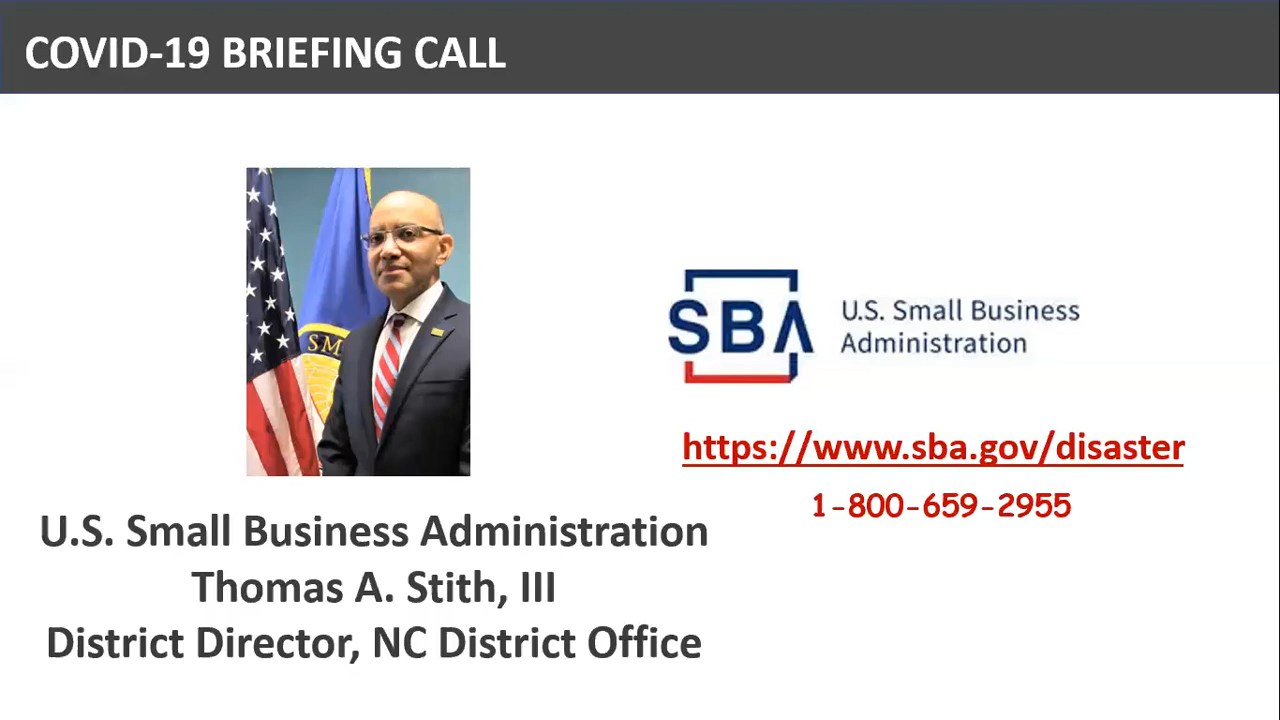 COVID-19 BRIEFING CALL
SM
SBA
U.S. Small Business
Administration
https://www.sba.gov/disaster
1-800-659-2955
U.S. Small Business Administration
Thomas A. Stith, III
District Director, NC District Office